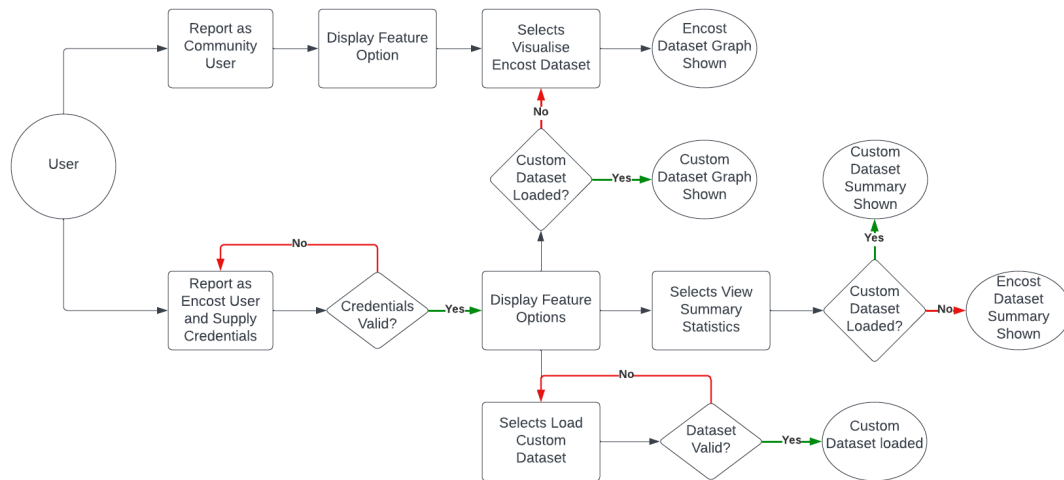 Report as
Community
User
Display Feature
Option
Selects
Visualise
Encost Dataset
Encost
Dataset Graph
Shown
No
User
Custom
Dataset
Loaded?
Yes
Custom
Dataset Graph
Shown
Custom
Dataset
Summary
Shown
Yes
No
Report as
Encost User
and Supply
Credentials
Credentials
Valid?
Yes
Display Feature
Options
Selects View
Summary
Statistics
Custom
Dataset
Loaded?
No
Encost
Dataset
Summary
Shown
No
Selects Load
Custom
Dataset
Dataset
Valid?
Yes
Custom
Dataset loaded